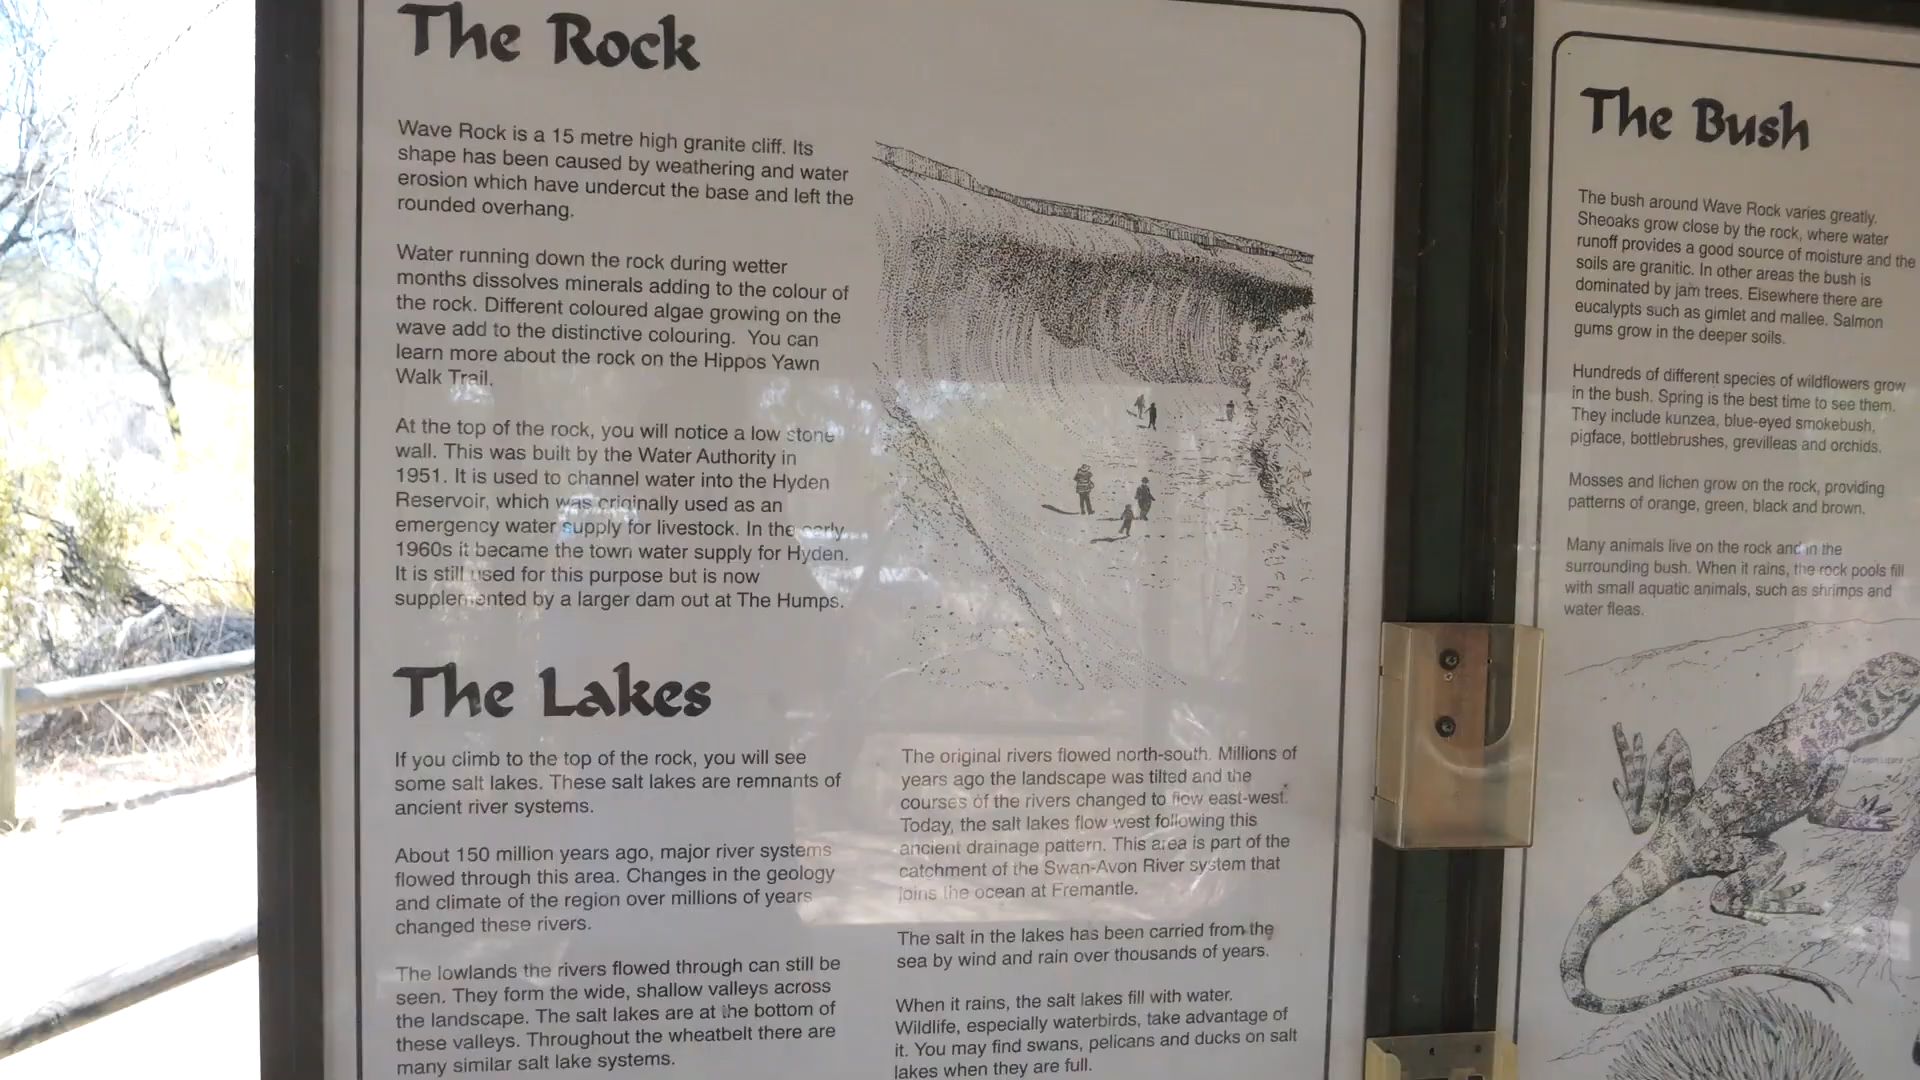 The Rock
Wave Rock is a 15 metre high granite cliff. Its
shape has been caused by weathering and water
erosion which have undercut the base and left the
rounded overhang.
Water running down the rock during wetter
months dissolves minerals adding to the colour of
the rock. Different coloured algae growing on the
wave add to the distinctive colouring. You can
learn more about the rock on the Hippos Yawn
Walk Trail.
At the top of the rock, you will notice a low stone
wall. This was built by the Water Authority in
1951. It is used to channel water into the Hyden
Reservoir, which was originally used as an
emergency water supply for livestock. In the early
1960s it became the town water supply for Hyden.
It is still used for this purpose but is now
supplemented by a larger dam out at The Humps.
The Lakes
If you climb to the top of the rock, you will see
some salt lakes. These salt lakes are remnants of
ancient river systems.
About 150 million years ago, major river systems
flowed through this area. Changes in the geology
and climate of the region over millions of years
changed these rivers.
The lowlands the rivers flowed through can still be
seen. They form the wide, shallow valleys across
the landscape. The salt lakes are at the bottom of
these valleys. Throughout the wheatbelt there are
many similar salt lake systems.
The original rivers flowed north-south. Millions of
years ago the landscape was tilted and the
courses of the rivers changed to flow east-west.
Today, the salt lakes flow west following this
ancient drainage pattern. This area is part of the
catchment of the Swan-Avon River system that
joins the ocean at Fremantle.
The salt in the lakes has been carried from the
sea by wind and rain over thousands of years.
When it rains, the salt lakes fill with water.
Wildlife, especially waterbirds, take advantage of
it. You may find swans, pelicans and ducks on salt
lakes when they are full.
The Bush
The bush around Wave Rock varies greatly.
Sheoaks grow close by the rock, where water
runoff provides a good source of moisture and the
soils are granitic. In other areas the bush is
dominated by jam trees. Elsewhere there are
eucalypts such as gimlet and mallee. Salmon
gums grow in the deeper soils.
Hundreds of different species of wildflowers grow
in the bush. Spring is the best time to see them.
They include kunzea, blue-eyed smokebush,
pigface, bottlebrushes, grevilleas and orchids.
Mosses and lichen grow on the rock, providing
patterns of orange, green, black and brown.
Many animals live on the rock and in the
surrounding bush. When it rains, the rock pools fill
with small aquatic animals, such as shrimps and
water fleas.
Dragon Lizard